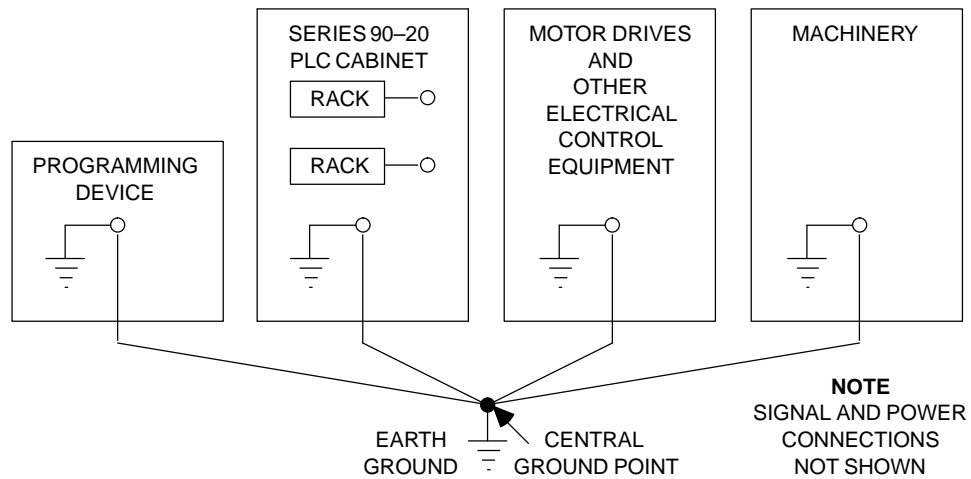 SERIES 90–20
PLC CABINET
RACK
RACK
MOTOR DRIVES
AND
OTHER
ELECTRICAL
CONTROL
EQUIPMENT
MACHINERY
PROGRAMMING
DEVICE
EARTH
GROUND
CENTRAL
GROUND POINT
NOTE
SIGNAL AND POWER
CONNECTIONS
NOT SHOWN